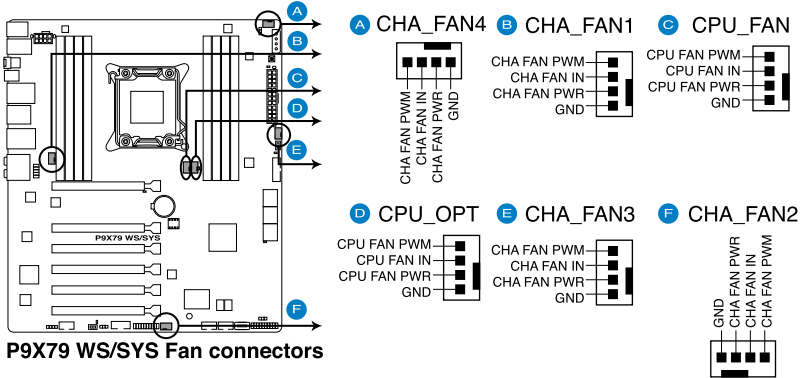 A
B
C
D
E
F
P9X79 WS/SYS
P9X79 WS/SYS Fan connectors
A CHA_FAN4
CHA FAN PWM
CHA FAN IN
CHA FAN PWR
GND
B CHA_FAN1
CHA FAN PWM
CHA FAN IN
CHA FAN PWR
GND
C CPU_FAN
CPU FAN PWM
CPU FAN IN
CPU FAN PWR
GND
D CPU_OPT
CPU FAN PWM
CPU FAN IN
CPU FAN PWR
GND
E CHA_FAN3
CHA FAN PWM
CHA FAN IN
CHA FAN PWR
GND
F CHA_FAN2
GND
CHA FAN PWR
CHA FAN IN
CHA FAN PWM